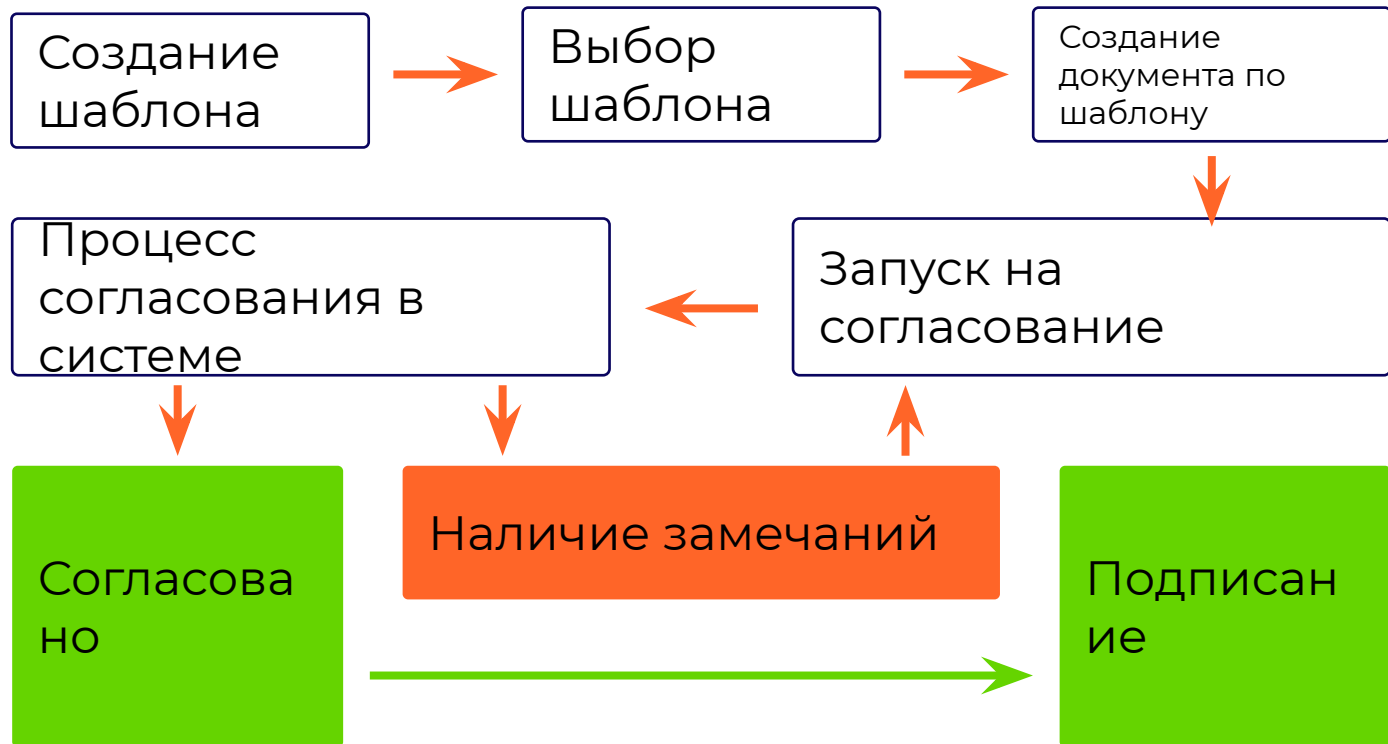 Создание
шаблона
Выбор
шаблона
Создание
документа по
шаблону
Процесс
согласования в
системе
Запуск на
согласование
Согласова
но
Наличие замечаний
Подписан
ие